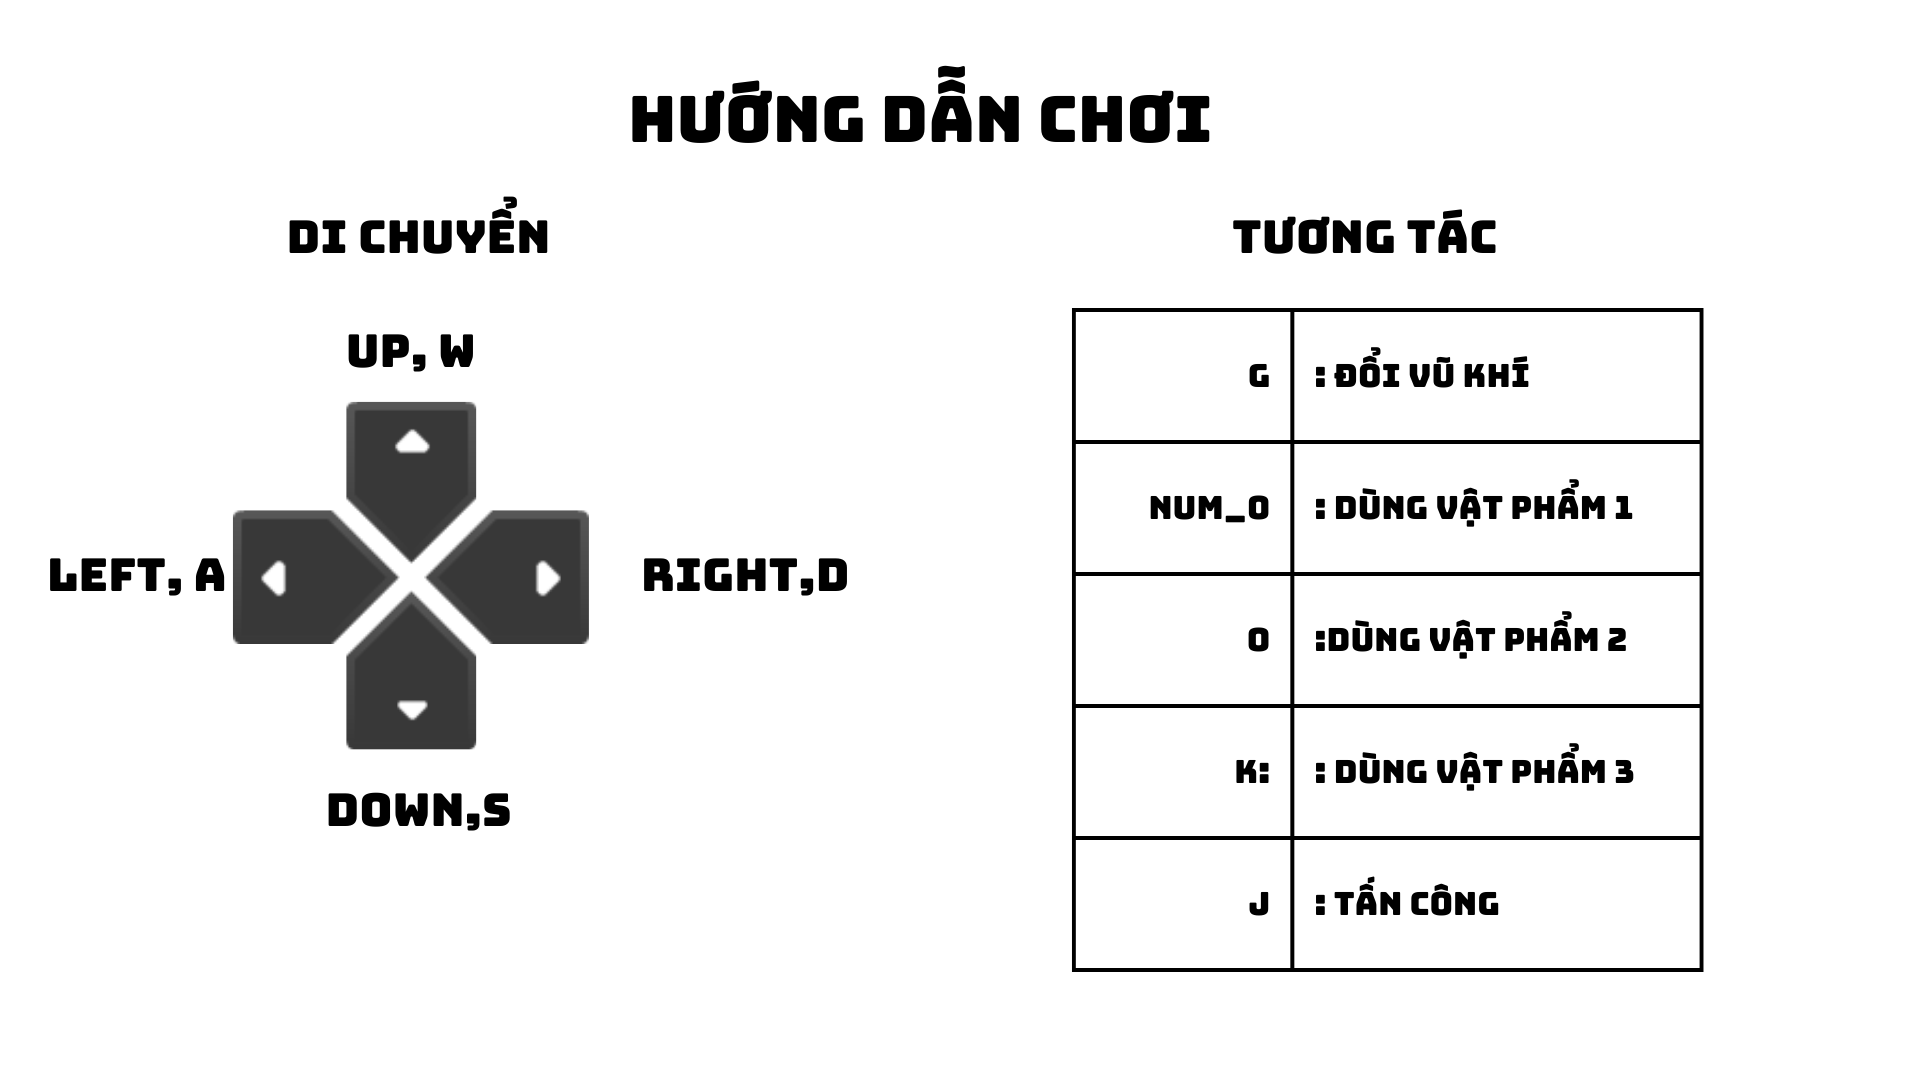 HƯỚNG DẪN CHƠI
DI CHUYỂN
UP, W
LEFT, A
RIGHT,D
DOWN,S
TƯƠNG TÁC
G : ĐỔI VŨ KHÍ
NUM_0 : DÙNG VẬT PHẨM 1
O :DÙNG VẬT PHẨM 2
K: : DÙNG VẬT PHẨM 3
J : TẤN CÔNG